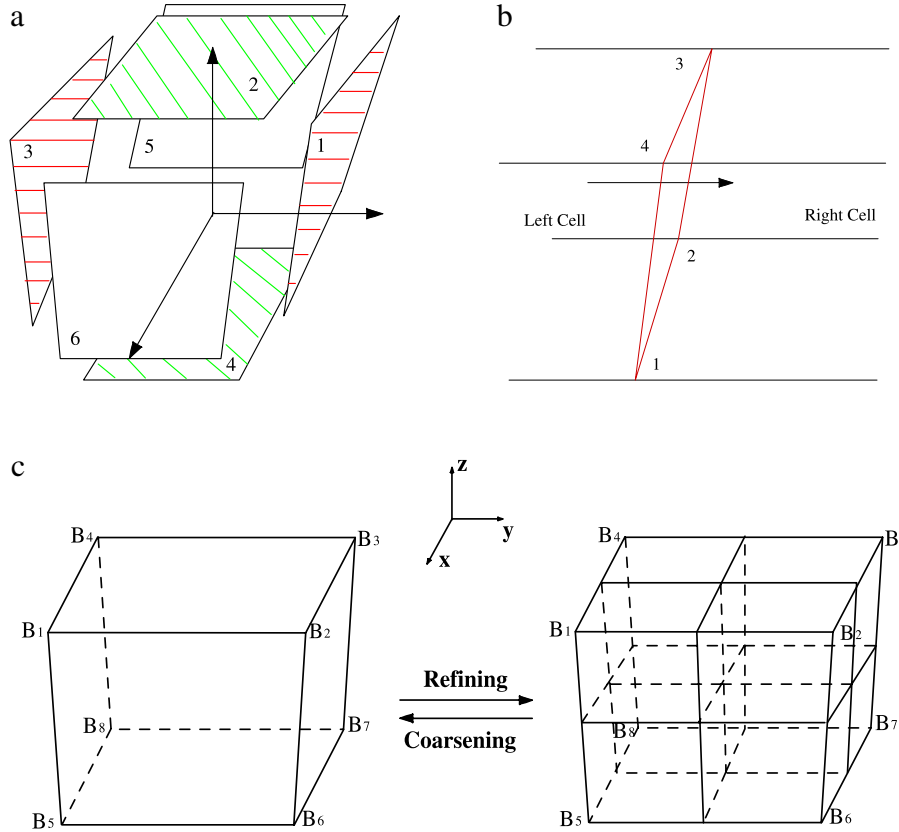 a
b
2
3
5
1
6
4
3
4
Left Cell
Right Cell
2
1
c
z
y
x
B4
B3
B1
B2
B8
B7
B5
B6
Refining
Coarsening
B4
B
B1
B2
B8
B7
B5
B6